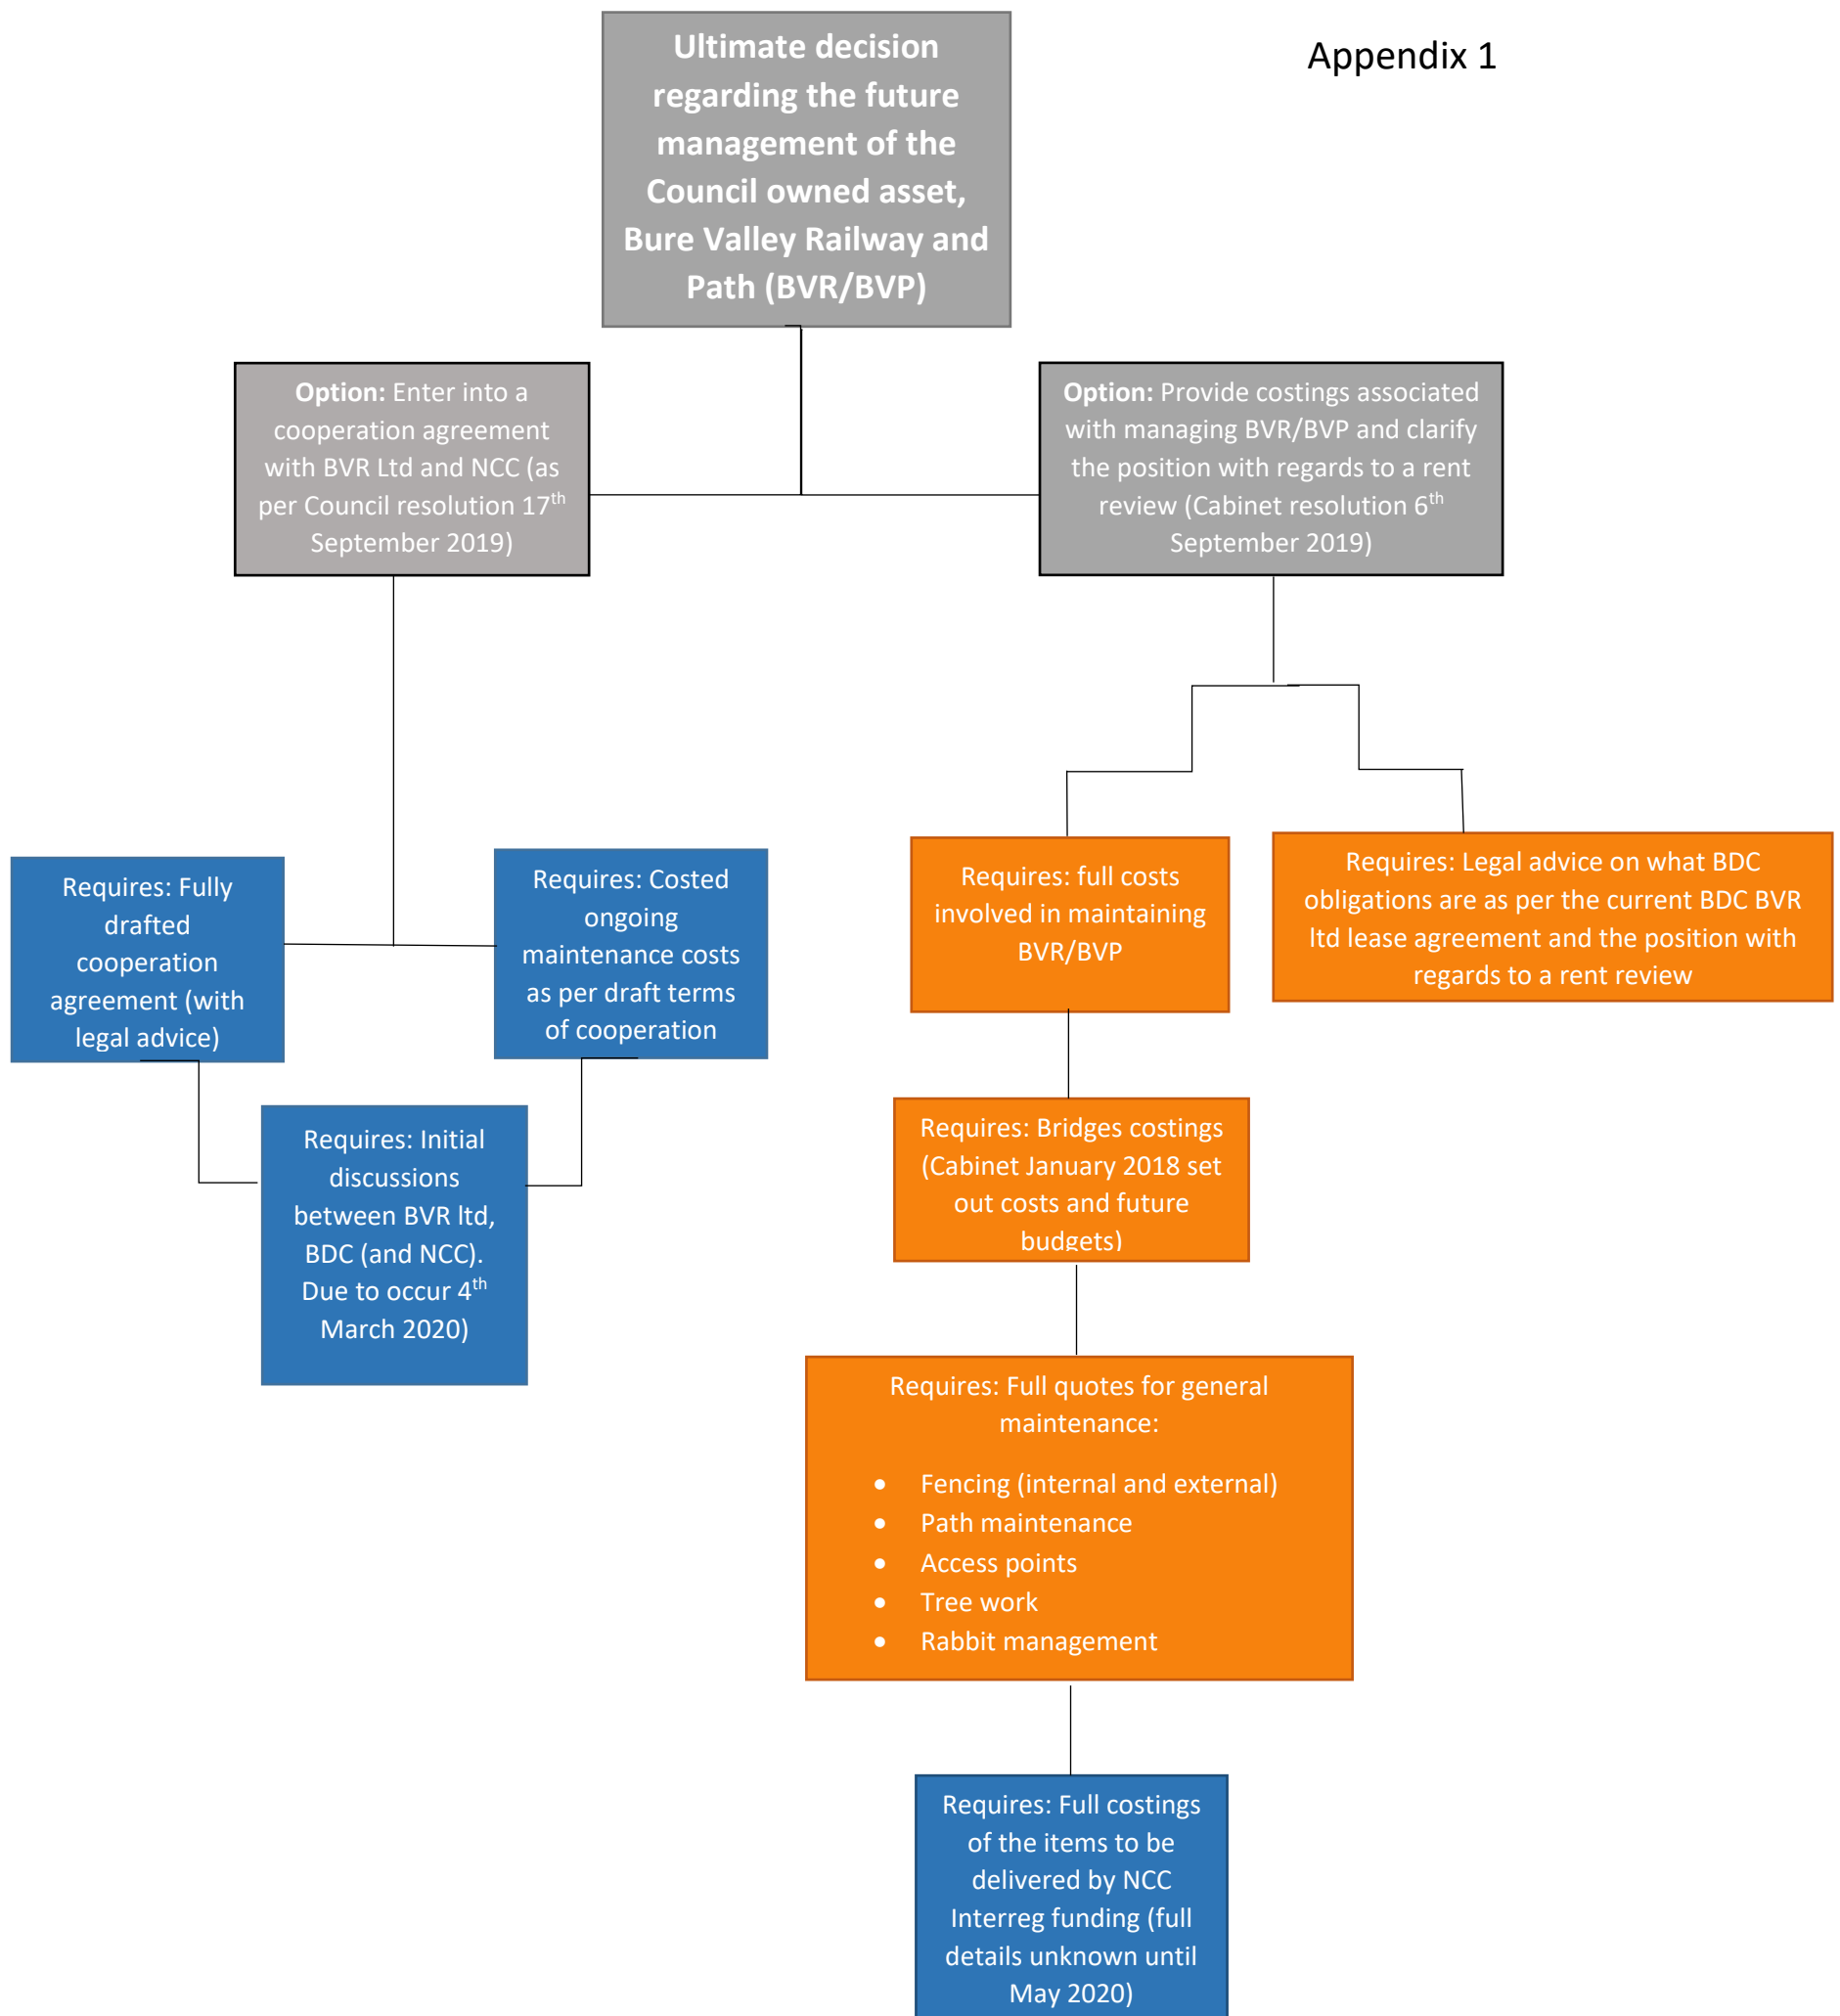 Appendix 1
Ultimate decision
regarding the future
management of the
Council owned asset,
Bure Valley Railway and
Path (BVR/BVP)
Option: Enter into a
cooperation agreement
with BVR Ltd and NCC (as
per Council resolution 17th
September 2019)
Option: Provide costings associated
with managing BVR/BVP and clarify
the position with regards to a rent
review (Cabinet resolution 6th
September 2019)
Requires: Fully
drafted
cooperation
agreement (with
legal advice)
Requires: Costed
ongoing
maintenance costs
as per draft terms
of cooperation
Requires: Initial
discussions
between BVR ltd,
BDC (and NCC).
Due to occur 4th
March 2020)
Requires: full costs
involved in maintaining
BVR/BVP
Requires: Legal advice on what BDC
obligations are as per the current BDC BVR
ltd lease agreement and the position with
regards to a rent review
Requires: Bridges costings
(Cabinet January 2018 set
out costs and future
budgets)
Requires: Full quotes for general
maintenance:
• Fencing (internal and external)
• Path maintenance
• Access points
• Tree work
• Rabbit management
Requires: Full costings
of the items to be
delivered by NCC
Interreg funding (full
details unknown until
May 2020)